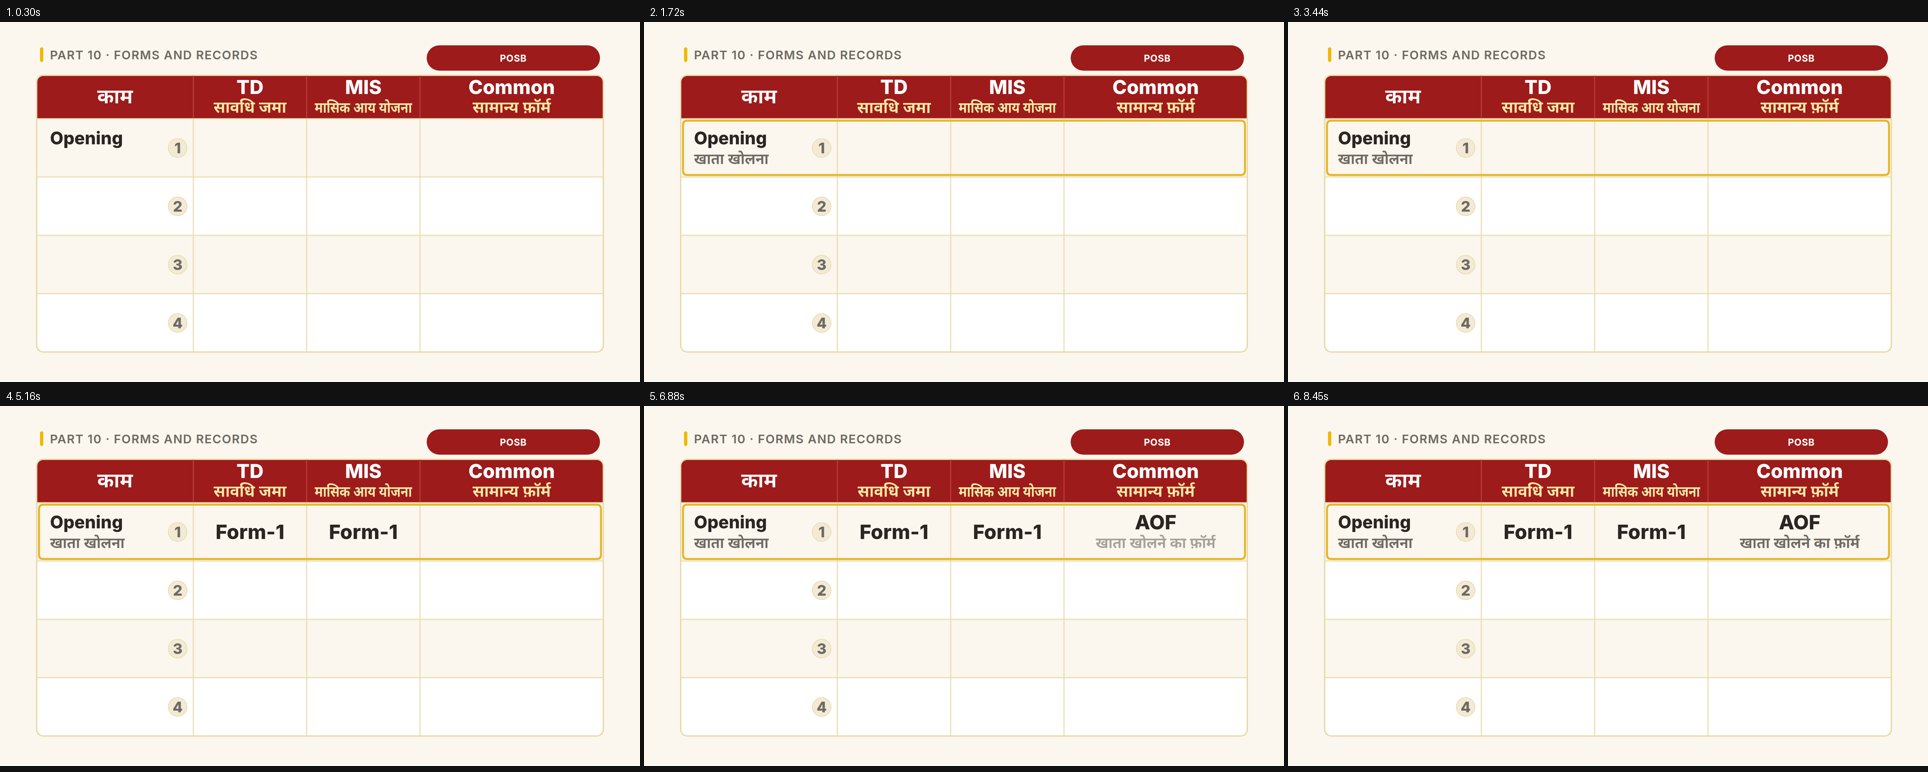 1. 0.30s
PART 10 · FORMS AND RECORDS
POSB
काम
TD
सावधि जमा
MIS
मासिक आय योजना
Common
सामान्य फ़ॉर्म
Opening
1
2
3
4
2. 1.72s
PART 10 · FORMS AND RECORDS
POSB
काम
TD
सावधि जमा
MIS
मासिक आय योजना
Common
सामान्य फ़ॉर्म
Opening
खाता खोलना
1
2
3
4
3. 3.44s
PART 10 · FORMS AND RECORDS
POSB
काम
TD
सावधि जमा
MIS
मासिक आय योजना
Common
सामान्य फ़ॉर्म
Opening
खाता खोलना
1
2
3
4
4. 5.16s
PART 10 · FORMS AND RECORDS
POSB
काम
TD
सावधि जमा
MIS
मासिक आय योजना
Common
सामान्य फ़ॉर्म
Opening
खाता खोलना
1
Form-1
Form-1
2
3
4
5. 6.88s
PART 10 · FORMS AND RECORDS
POSB
काम
TD
सावधि जमा
MIS
मासिक आय योजना
Common
सामान्य फ़ॉर्म
Opening
खाता खोलना
1
Form-1
Form-1
AOF
खाता खोलने का फ़ॉर्म
2
3
4
6. 8.45s
PART 10 · FORMS AND RECORDS
POSB
काम
TD
सावधि जमा
MIS
मासिक आय योजना
Common
सामान्य फ़ॉर्म
Opening
खाता खोलना
1
Form-1
Form-1
AOF
खाता खोलने का फ़ॉर्म
2
3
4